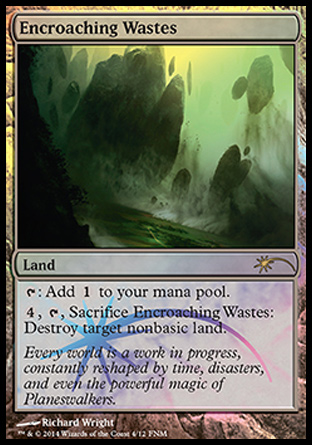 Encroaching Wastes
Land
: Add 1 to your mana pool.
4, , Sacrifice Encroaching Wastes:
Destroy target nonbasic land.
Every world is a work in progress,
constantly reshaped by time, disasters,
and even the powerful magic of
Planeswalkers.
Richard Wright
™ & © 2014 Wizards of the Coast 4/12 FNM